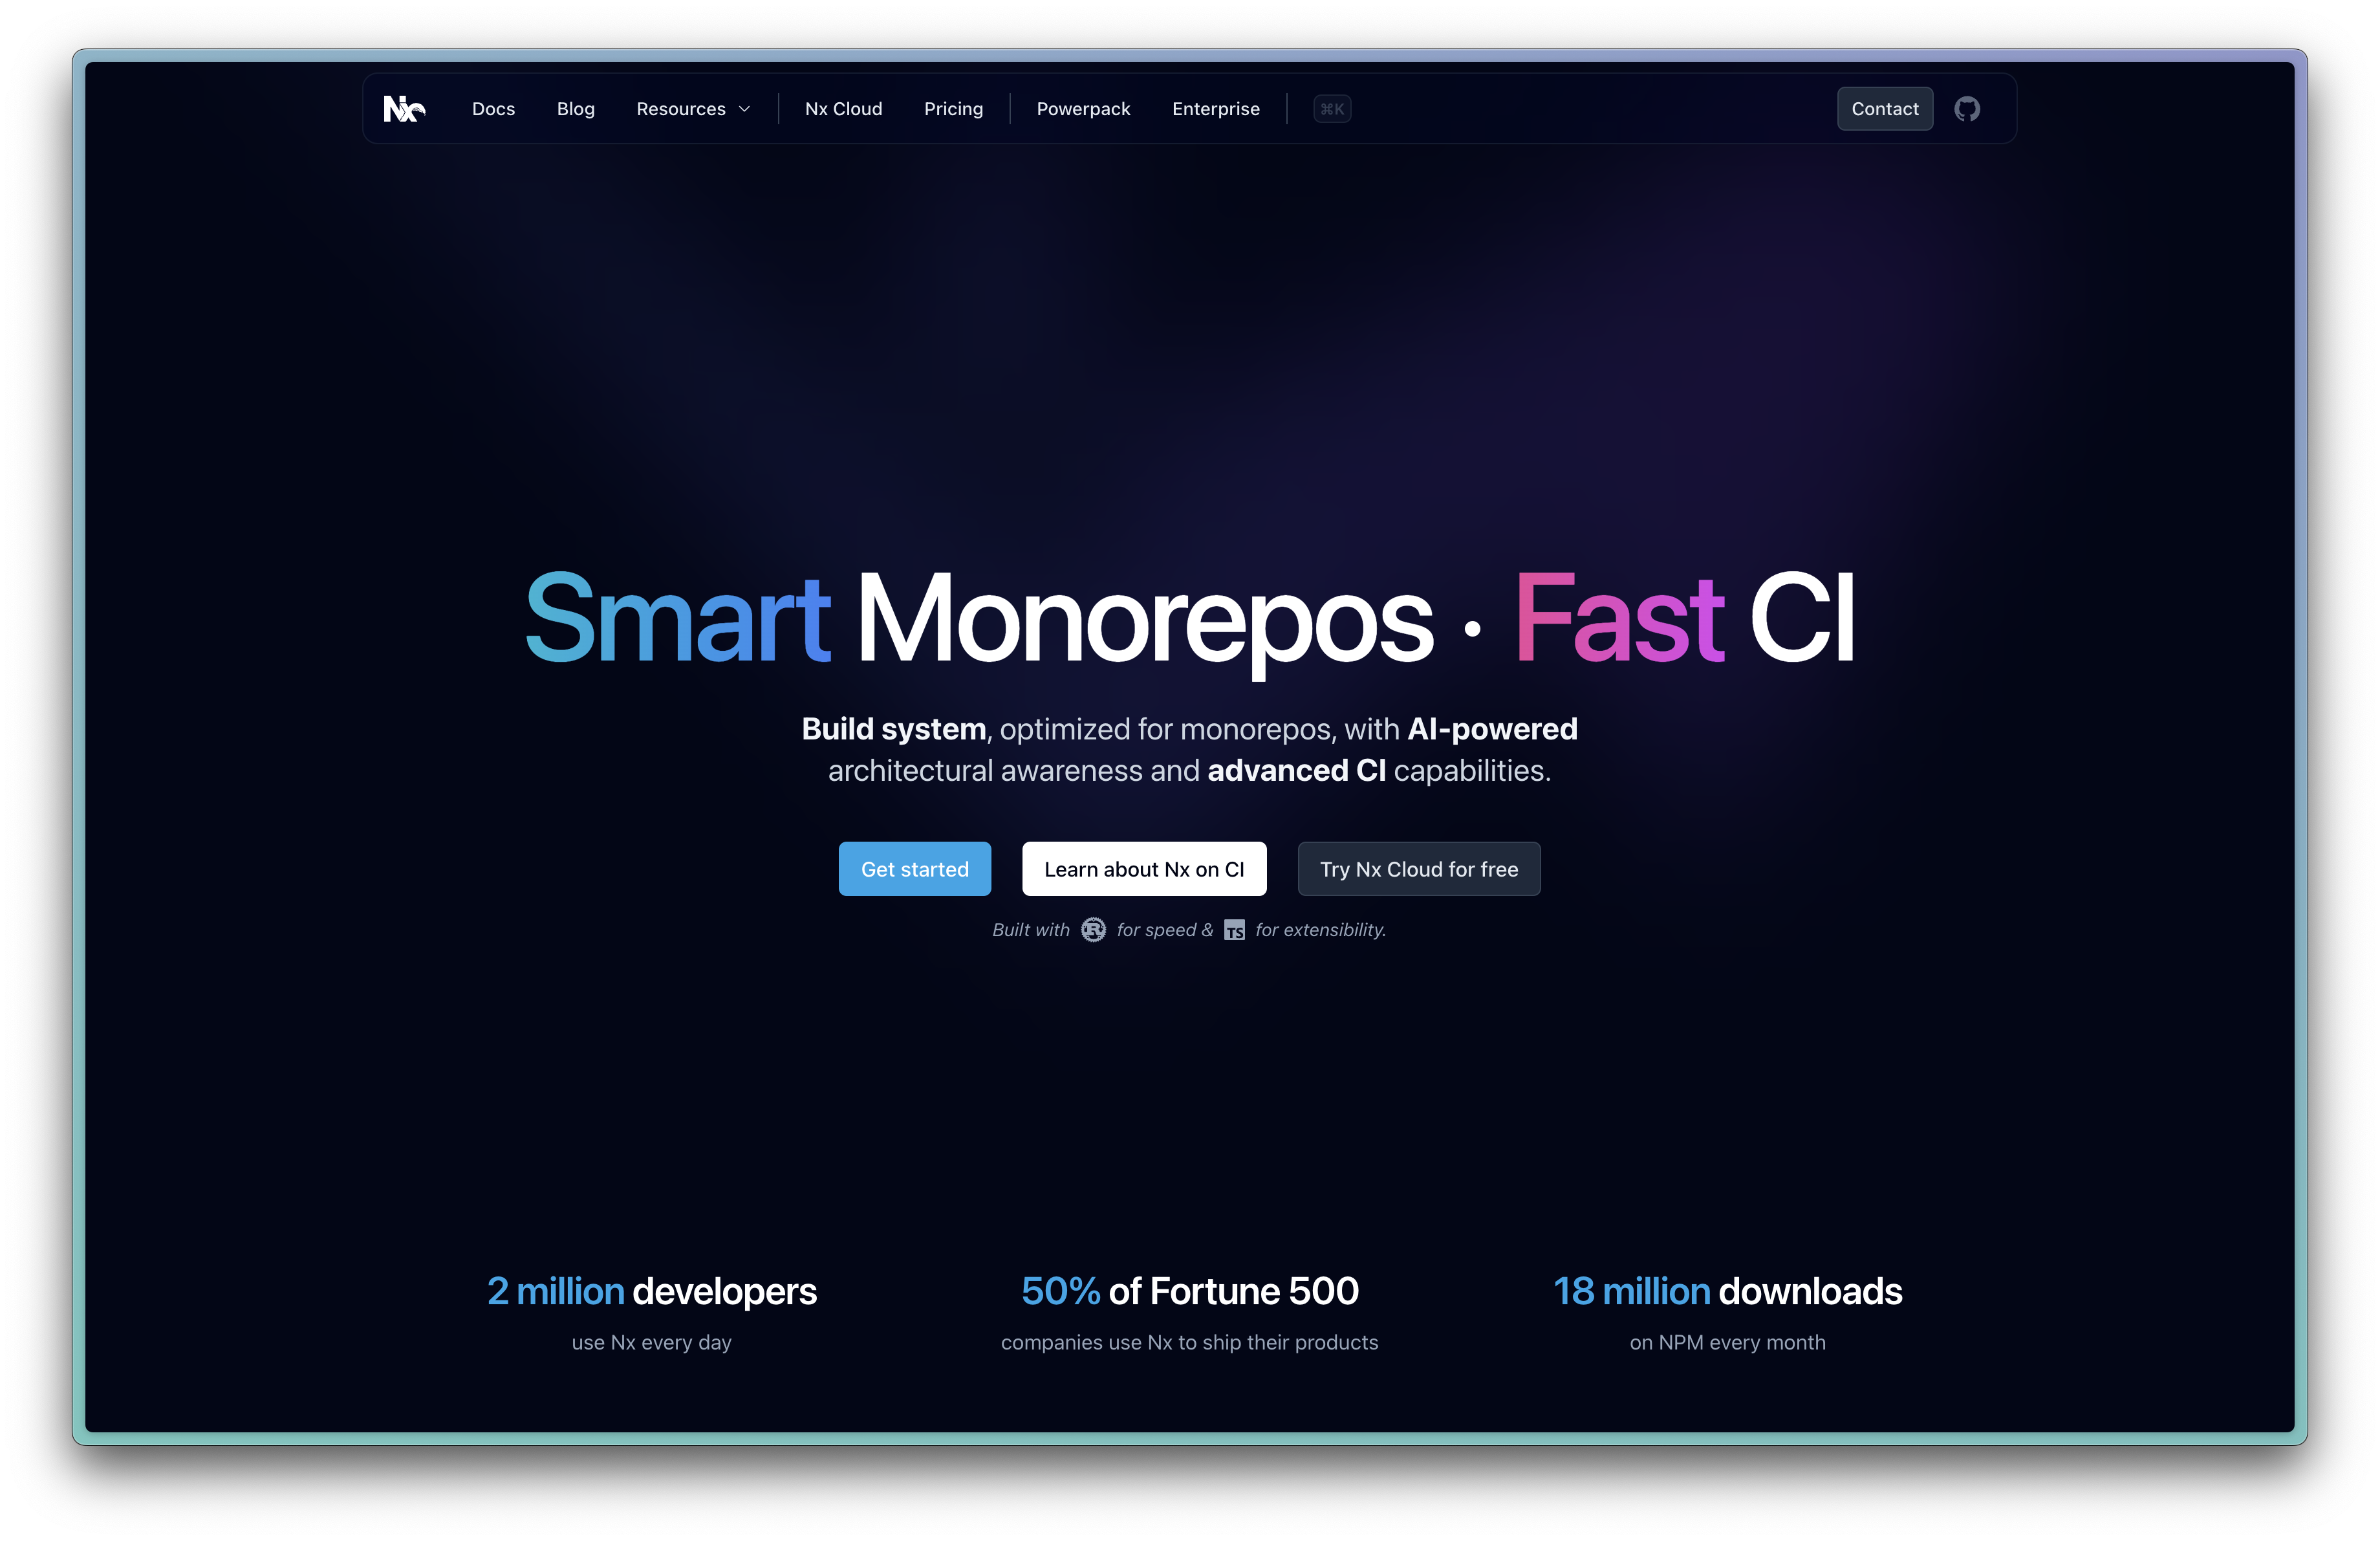 Nx Docs Blog Resources Nx Cloud Pricing Powerpack Enterprise ⌘K Contact
Smart Monorepos · Fast CI
Build system, optimized for monorepos, with AI-powered
architectural awareness and advanced CI capabilities.
Get started Learn about Nx on CI Try Nx Cloud for free
Built with R for speed & TS for extensibility.
2 million developers 50% of Fortune 500 18 million downloads
use Nx every day companies use Nx to ship their products on NPM every month